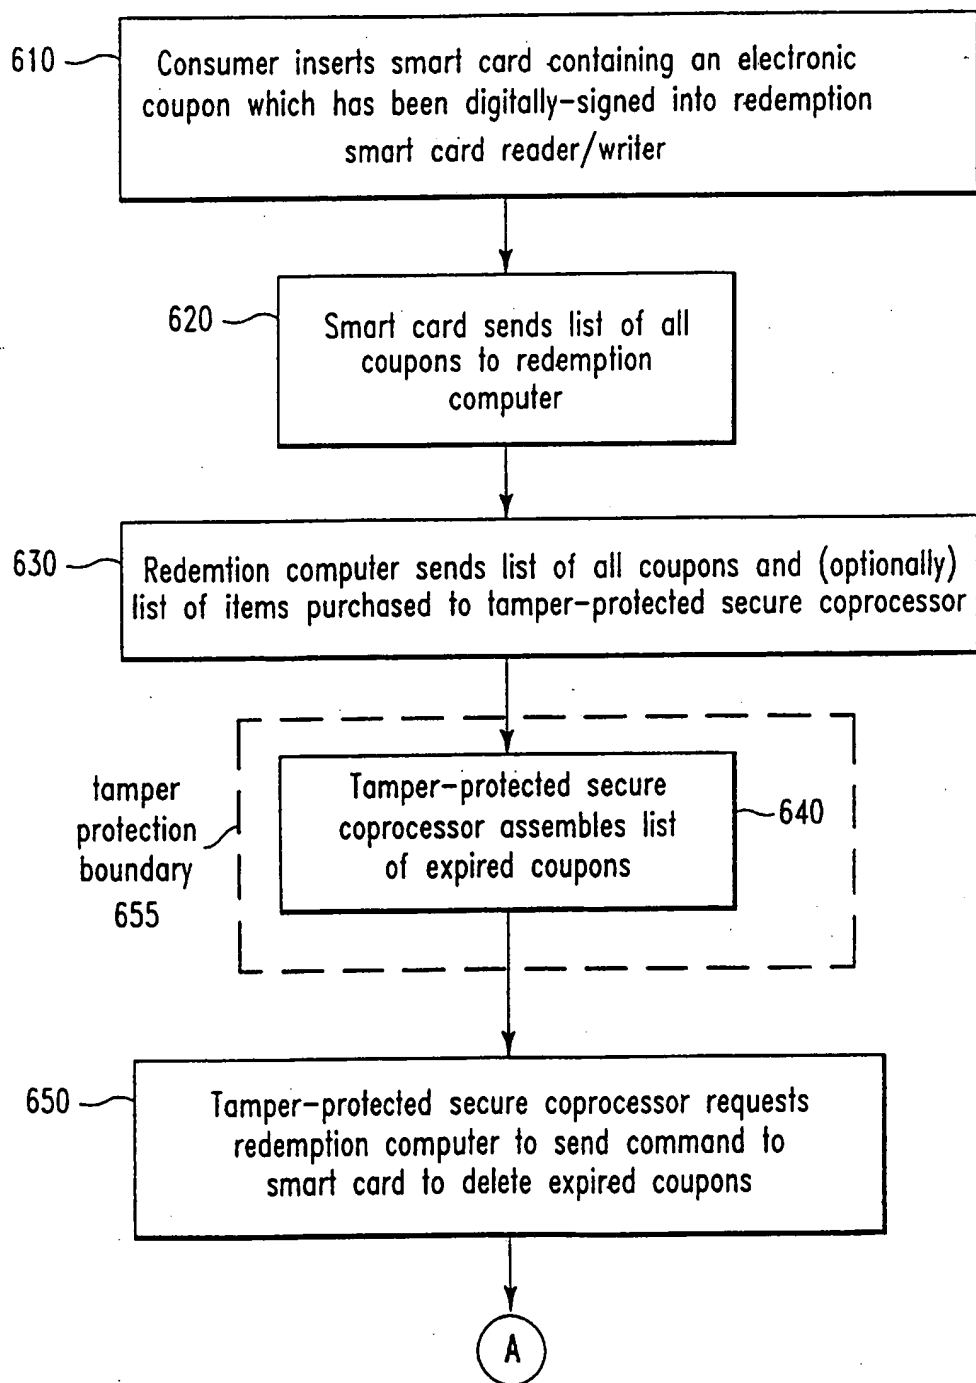 610
Consumer inserts smart card containing an electronic
coupon which has been digitally-signed into redemption
smart card reader/writer
620
Smart card sends list of all
coupons to redemption
computer
630
Redemtion computer sends list of all coupons and (optionally)
list of items purchased to tamper-protected secure coprocessor
tamper
protection
boundary
655
Tamper-protected secure
coprocessor assembles list
of expired coupons
640
650
Tamper-protected secure coprocessor requests
redemption computer to send command to
smart card to delete expired coupons
A